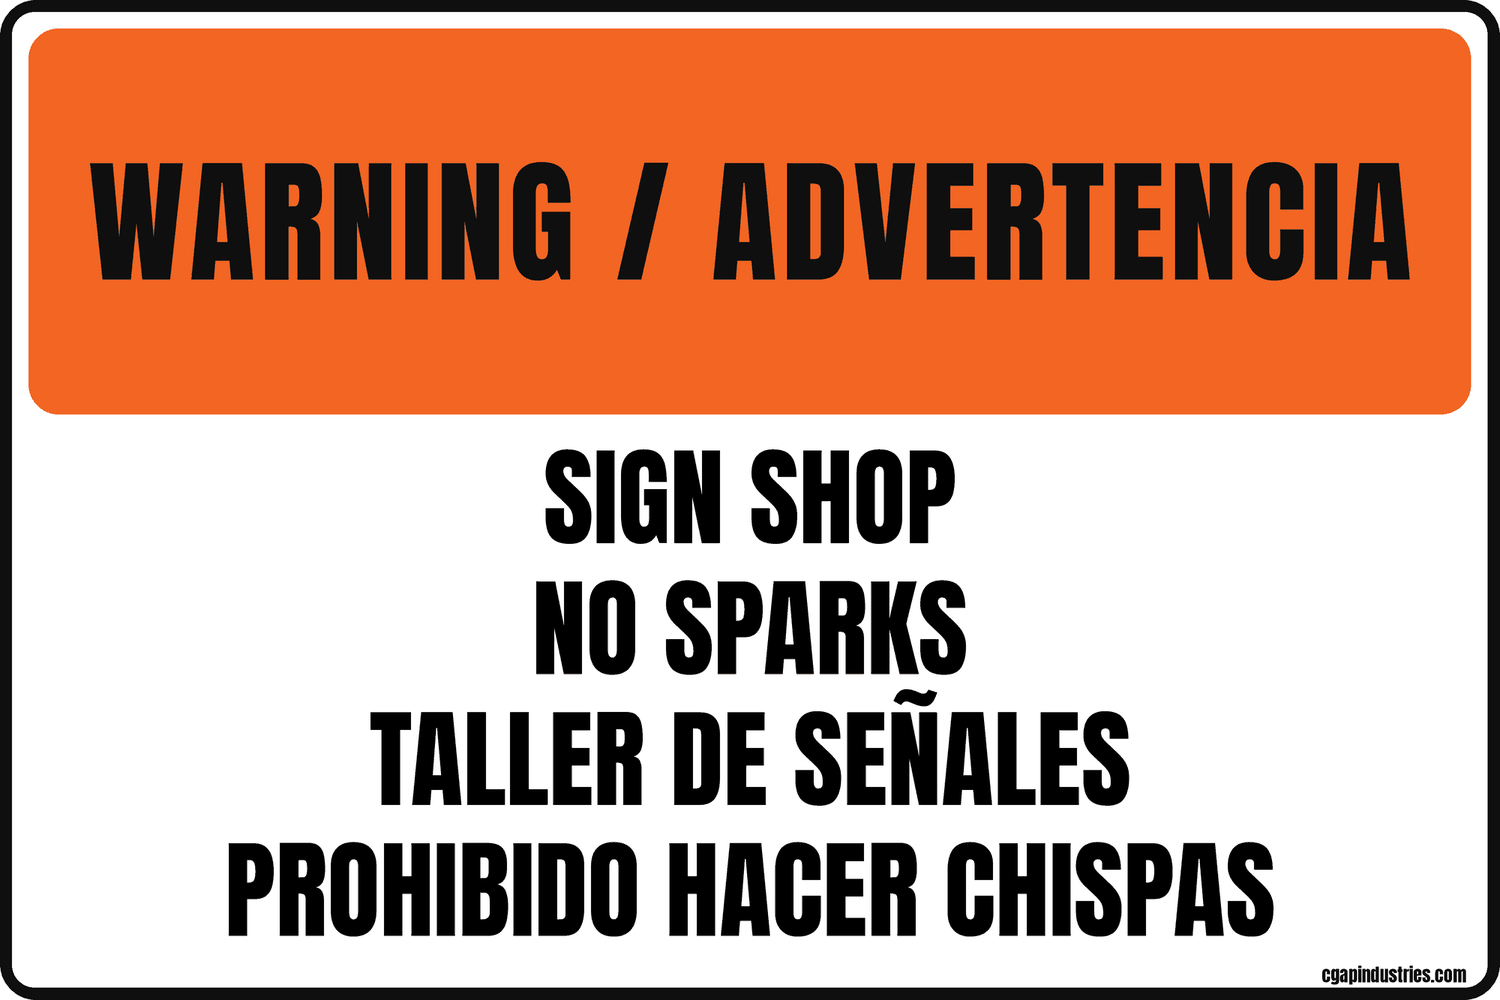 WARNING / ADVERTENCIA
SIGN SHOP
NO SPARKS
TALLER DE SEÑALES
PROHIBIDO HACER CHISPAS
cgapindustries.com